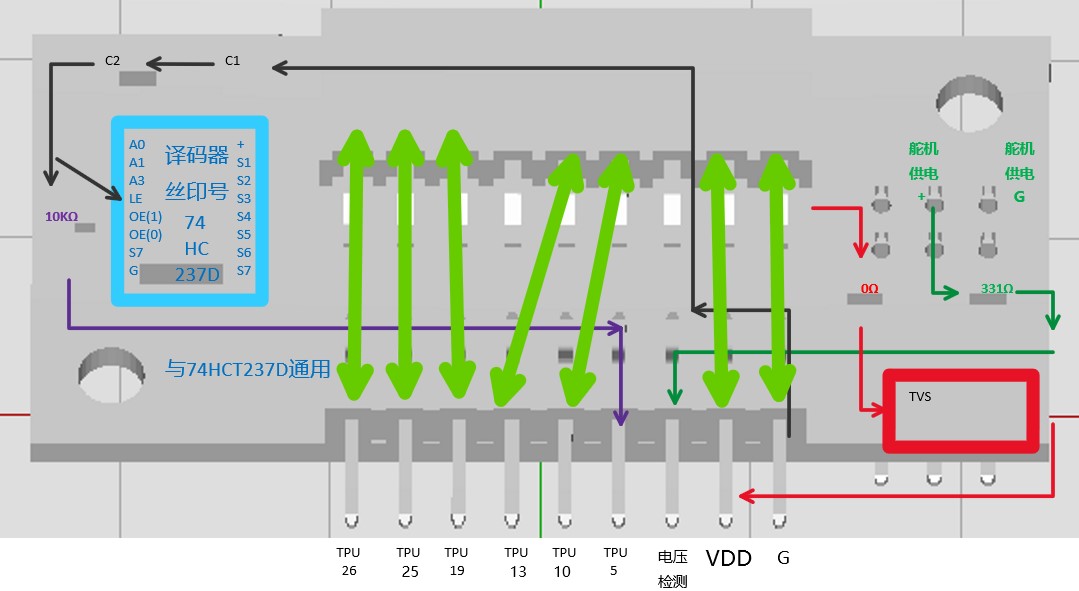 C2
C1
A0
A1
A3
LE
OE(1)
OE(0)
S7
G
译码器
丝印号
74
HC
237D
+
S1
S2
S3
S4
S5
S6
S7
10KΩ
舵机
供电
+
舵机
供电
G
0Ω
331Ω
与74HCT237D通用
TVS
TPU
26
TPU
25
TPU
19
TPU
13
TPU
10
TPU
5
电压
检测
VDD
G